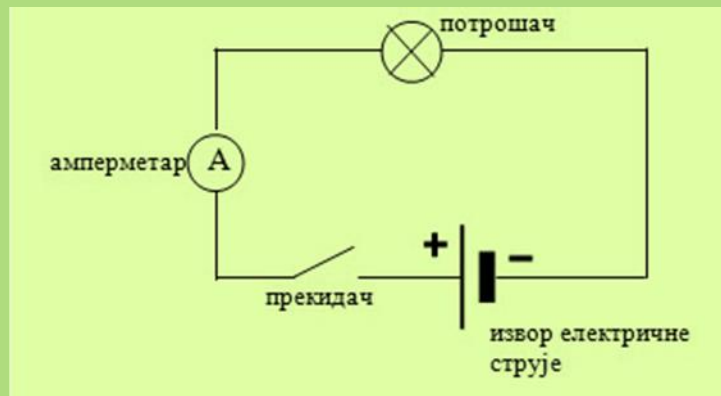 потрошач
амперметар
A
прекидач
+
−
извор електричне
струје